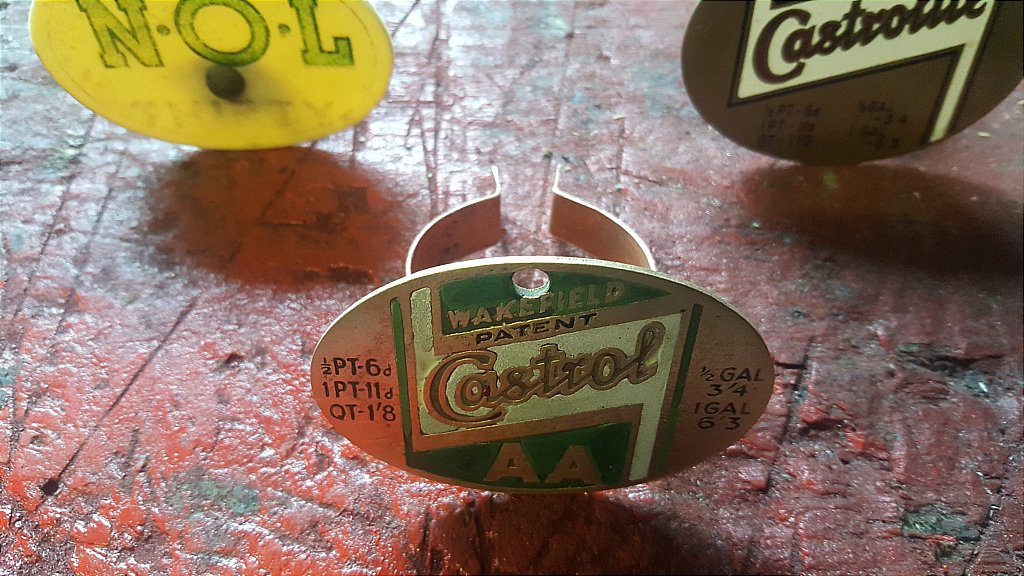 N·O·L
THIRTY
Castrolite
WAKEFIELD
PATENT
Castrol
AA
½PT-6d
1PT-11d
QT-1'8
½GAL
3'4
1GAL
6'3